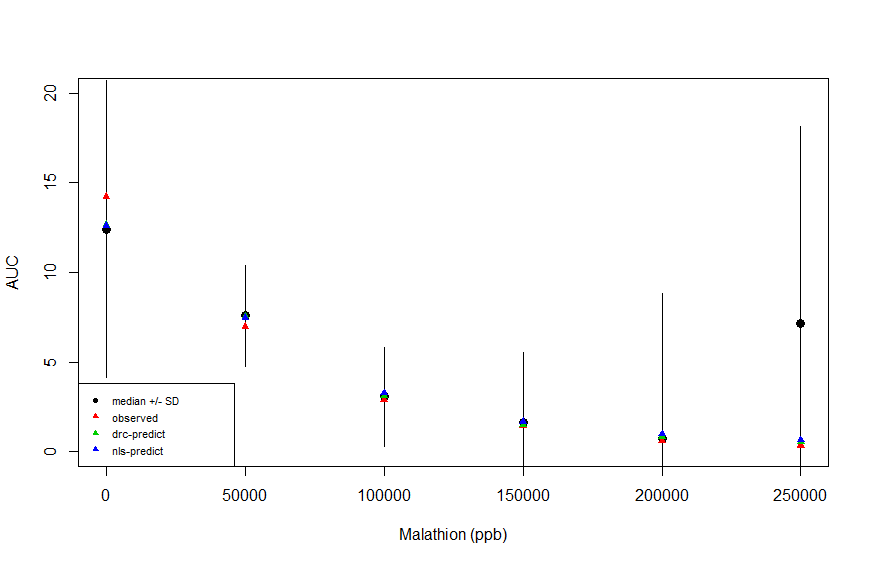 20
15
10
5
0
AUC
median +/- SD
observed
drc-predict
nls-predict
0 50000 100000 150000 200000 250000
Malathion (ppb)